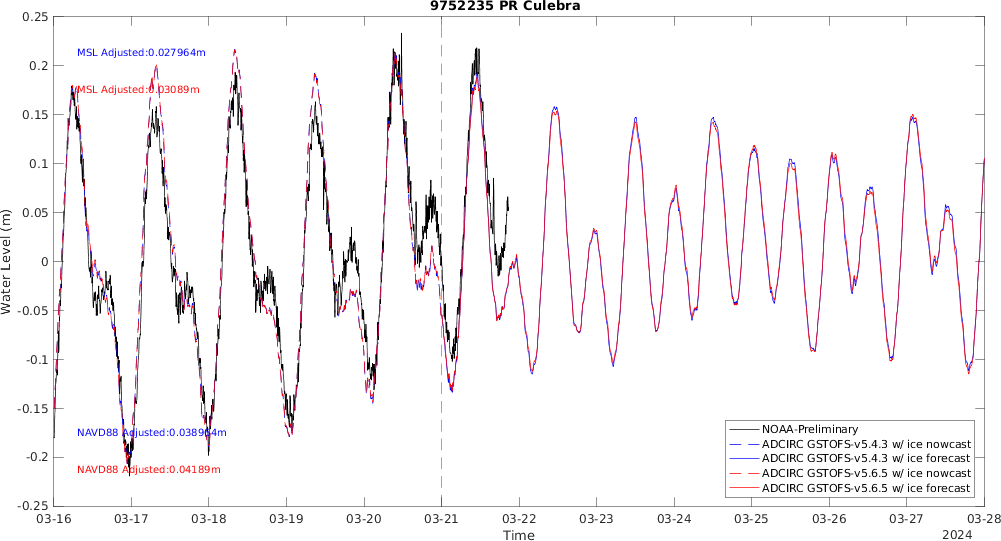 9752235 PR Culebra
0.25
0.2
0.15
0.1
0.05
0
-0.05
-0.1
-0.15
-0.2
-0.25
Water Level (m)
MSL Adjusted:0.027964m
MSL Adjusted:0.03089m
NAVD88 Adjusted:0.038964m
NAVD88 Adjusted:0.04189m
NOAA-Preliminary
ADCIRC GSTOFS-v5.4.3 w/ ice nowcast
ADCIRC GSTOFS-v5.4.3 w/ ice forecast
ADCIRC GSTOFS-v5.6.5 w/ ice nowcast
ADCIRC GSTOFS-v5.6.5 w/ ice forecast
03-16 03-17 03-18 03-19 03-20 03-21 03-22 03-23 03-24 03-25 03-26 03-27 03-28
Time
2024